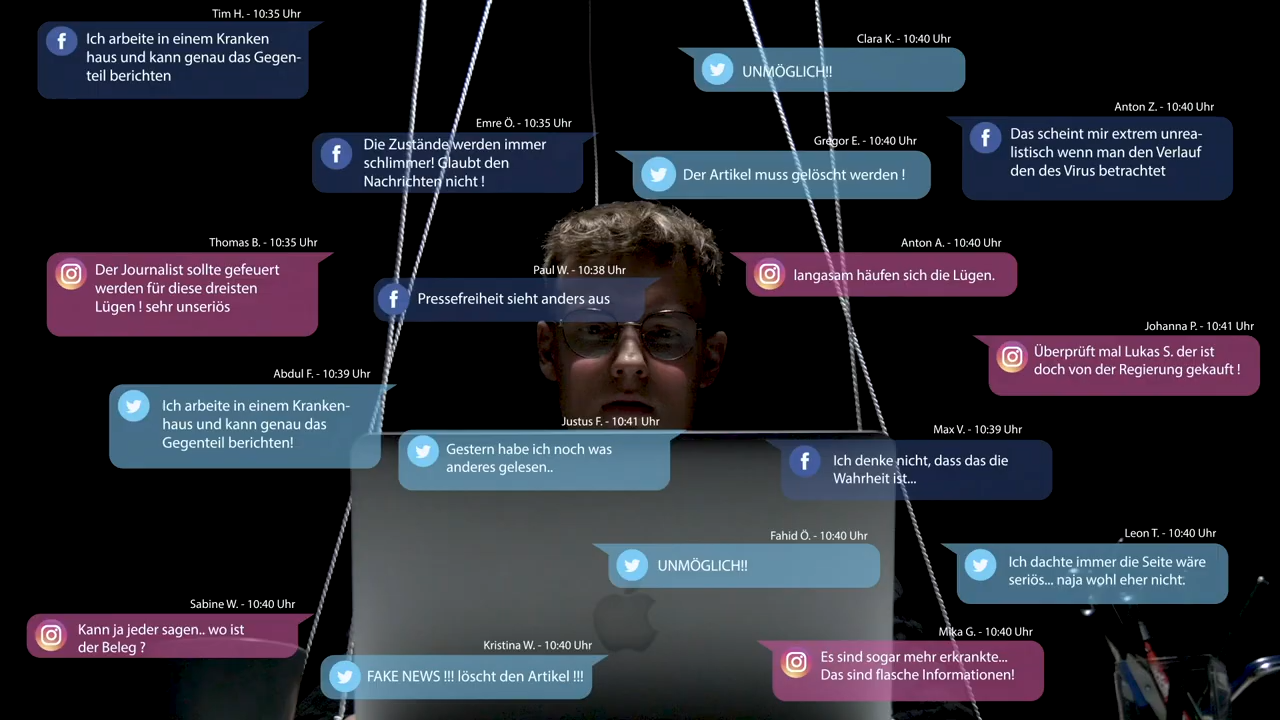 Tim H. - 10:35 Uhr
Ich arbeite in einem Kranken
haus und kann genau das Gegen-
teil berichten
Clara K. - 10:40 Uhr
UNMÖGLICH!!
Emre Ö. - 10:35 Uhr
Die Zustände werden immer
schlimmer! Glaubt den
Nachrichten nicht !
Gregor E. - 10:40 Uhr
Der Artikel muss gelöscht werden !
Anton Z. - 10:40 Uhr
Das scheint mir extrem unrea-
listisch wenn man den Verlauf
den des Virus betrachtet
Thomas B. - 10:35 Uhr
Der Journalist sollte gefeuert
werden für diese dreisten
Lügen ! sehr unseriös
Paul W. - 10:38 Uhr
Pressefreiheit sieht anders aus
Anton A. - 10:40 Uhr
langasam häufen sich die Lügen.
Johanna P. - 10:41 Uhr
Überprüft mal Lukas S. der ist
doch von der Regierung gekauft !
Abdul F. - 10:39 Uhr
Ich arbeite in einem Kranken-
haus und kann genau das
Gegenteil berichten!
Justus F. - 10:41 Uhr
Gestern habe ich noch was
anderes gelesen..
Max V. - 10:39 Uhr
Ich denke nicht, dass das die
Wahrheit ist...
Fahid Ö. - 10:40 Uhr
UNMÖGLICH!!
Leon T. - 10:40 Uhr
Ich dachte immer die Seite wäre
seriös... naja wohl eher nicht.
Sabine W. - 10:40 Uhr
Kann ja jeder sagen.. wo ist
der Beleg ?
Kristina W. - 10:40 Uhr
FAKE NEWS !!! löscht den Artikel !!!
Mika G. - 10:40 Uhr
Es sind sogar mehr erkrankte...
Das sind flasche Informationen!